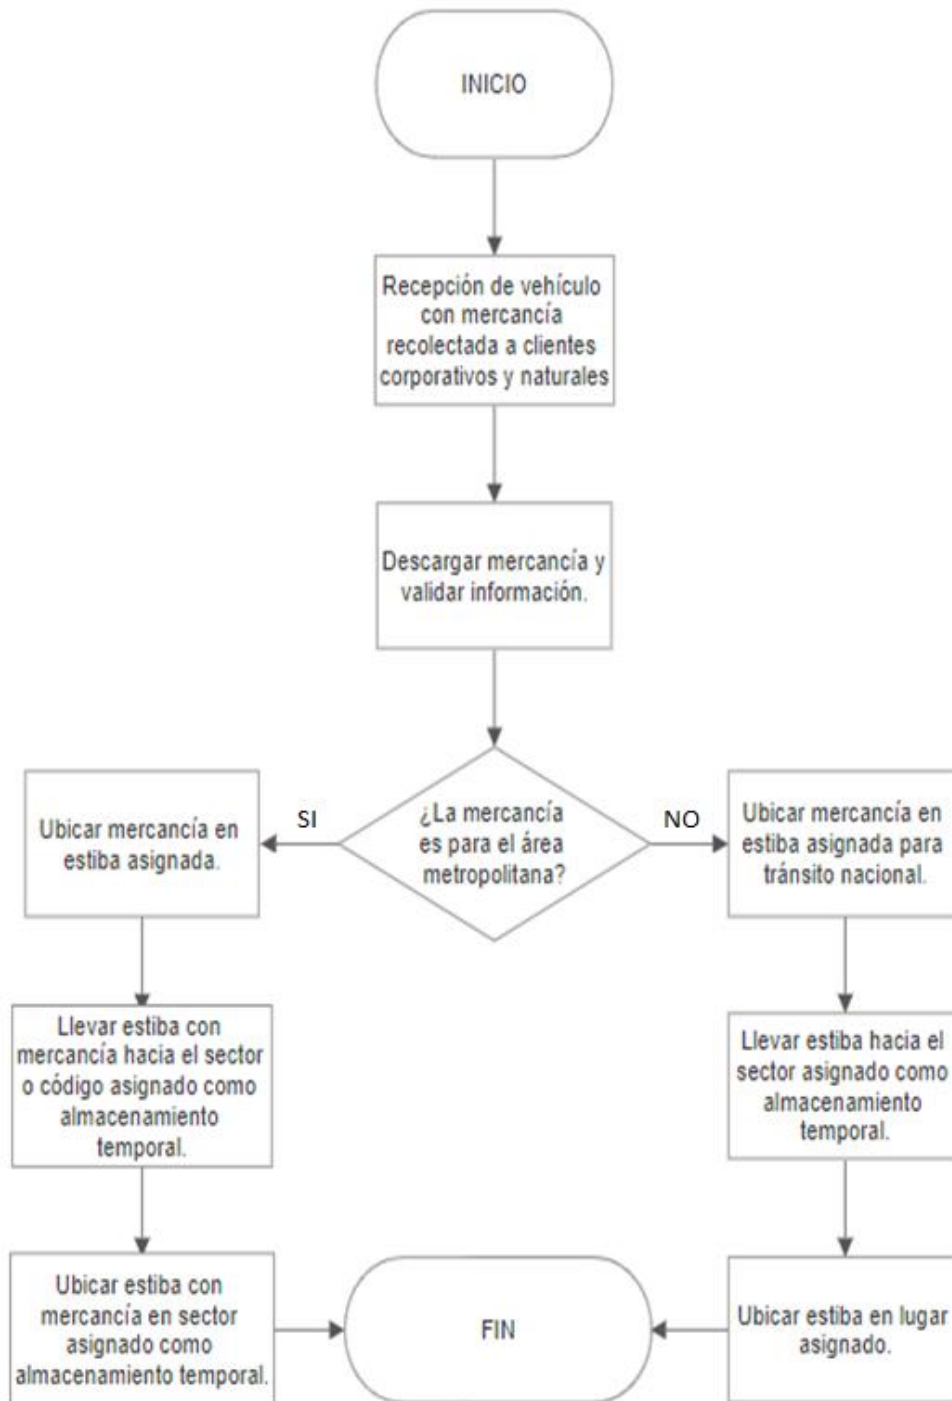 INICIO
Recepción de vehículo
con mercancía
recolectada a clientes
corporativos y naturales
Descargar mercancía y
validar información.
¿La mercancía
es para el área
metropolitana?
SI
NO
Ubicar mercancía en
estiba asignada.
Ubicar mercancía en
estiba asignada para
tránsito nacional.
Llevar estiba con
mercancía hacia el sector
o código asignado como
almacenamiento
temporal.
Llevar estiba hacia el
sector asignado como
almacenamiento
temporal.
Ubicar estiba con
mercancía en sector
asignado como
almacenamiento temporal.
FIN
Ubicar estiba en lugar
asignado.